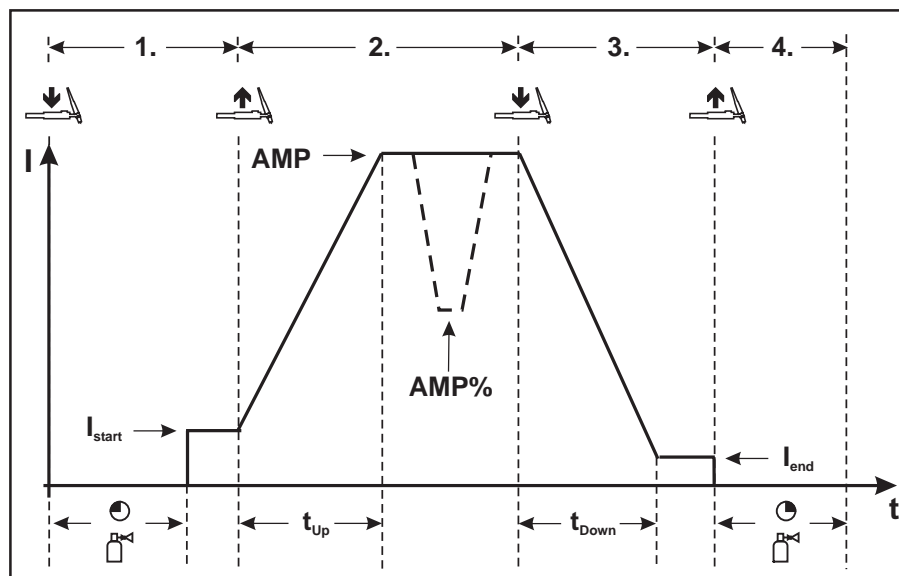 1. 2. 3. 4.
I
AMP
AMP%
Istart
Iend
t
tUp
tDown